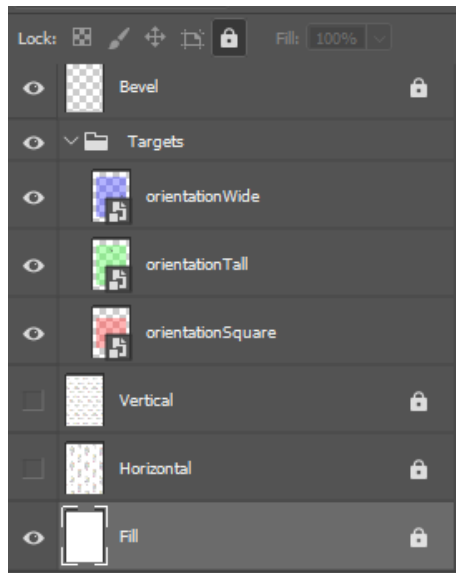 Lock: Fill: 100%
Bevel
Targets
orientationWide
orientationTall
orientationSquare
Vertical
Horizontal
Fill